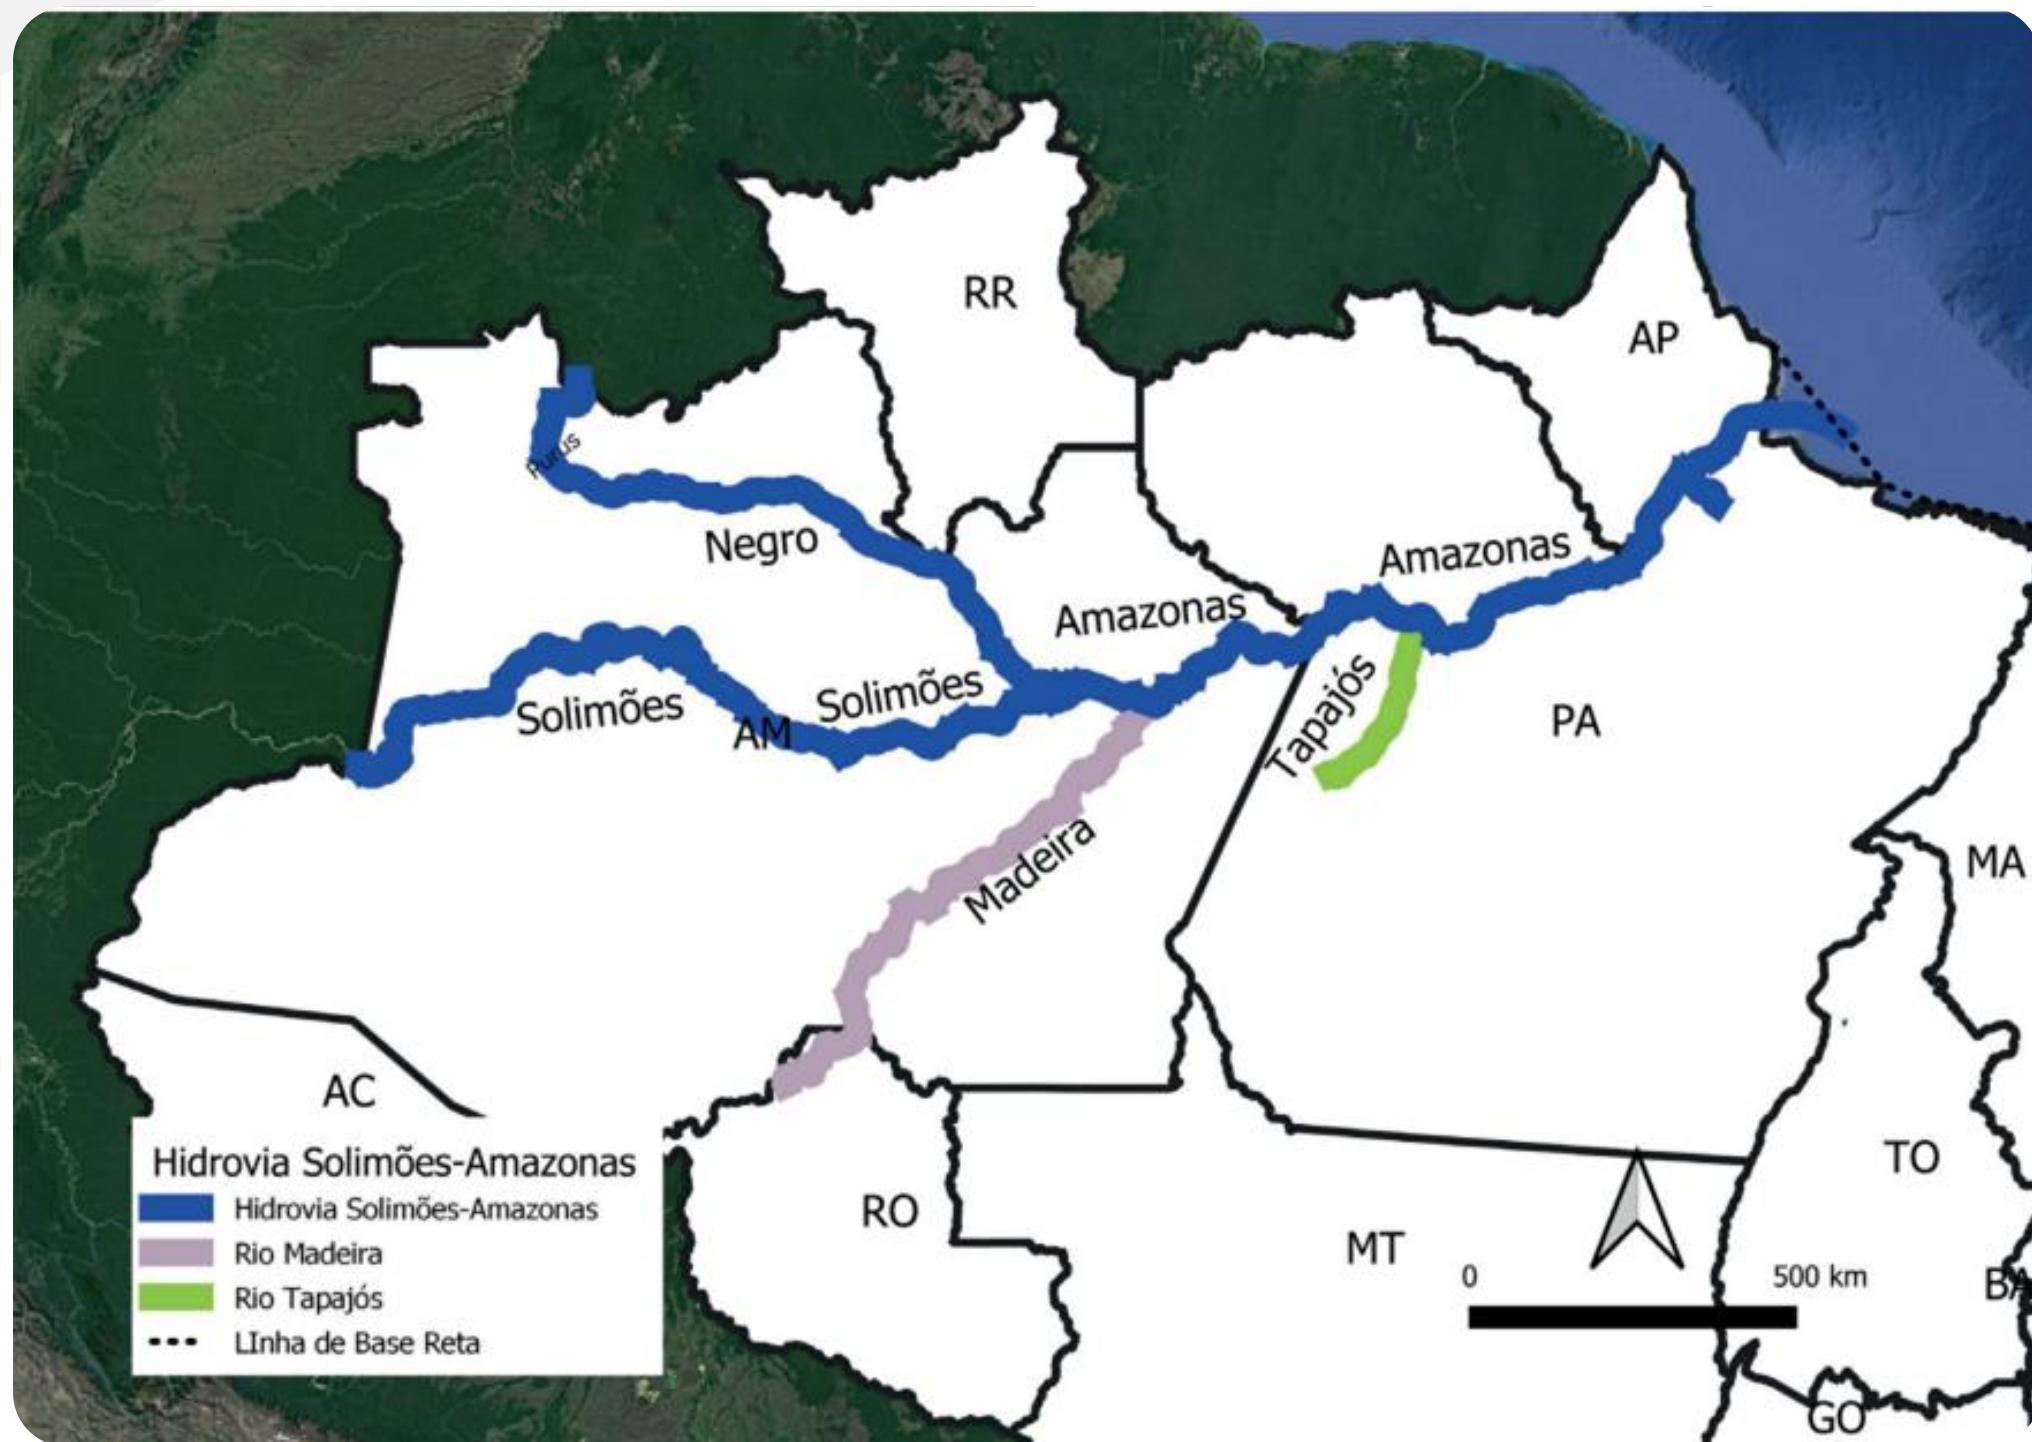 RR
AP
Purus
Negro
Amazonas
Amazonas
Solimões
Solimões
AM
Tapajós
PA
Madeira
MA
AC
RO
MT
TO
BA
GO
Hidrovia Solimões-Amazonas
Hidrovia Solimões-Amazonas
Rio Madeira
Rio Tapajós
LInha de Base Reta
0 500 km